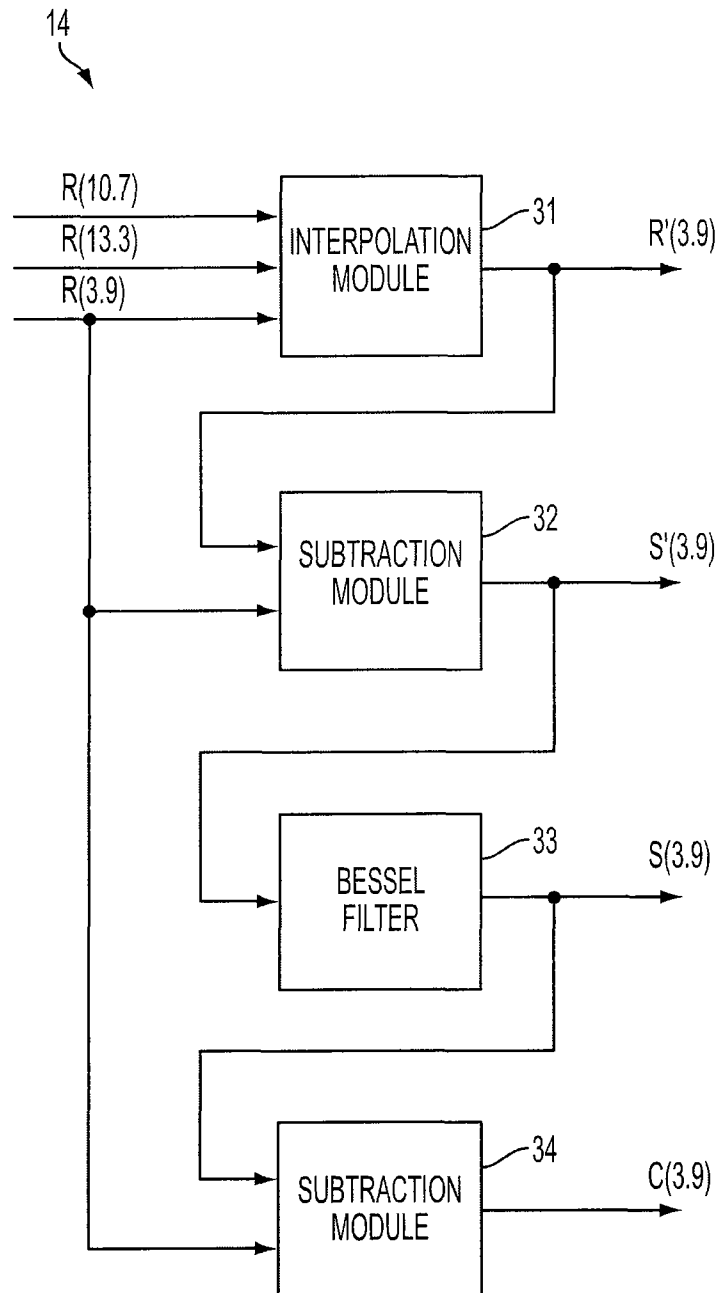 14
R(10.7)
R(13.3)
R(3.9)
INTERPOLATION
MODULE
31
R'(3.9)
SUBTRACTION
MODULE
32
S'(3.9)
BESSEL
FILTER
33
S(3.9)
SUBTRACTION
MODULE
34
C(3.9)